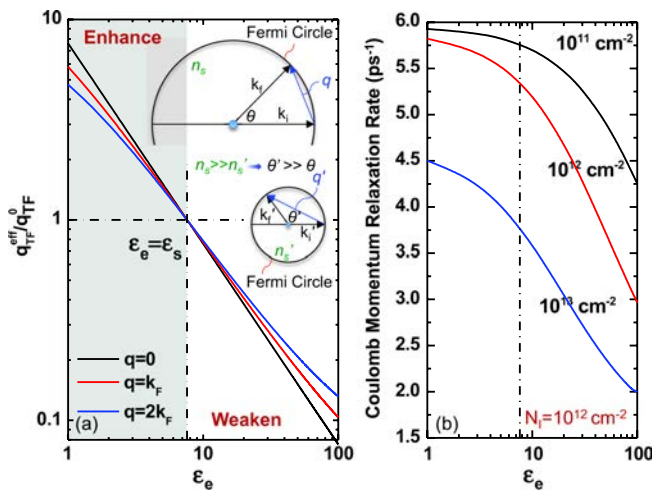 Enhance
Fermi Circle
n_s
k_f
q
θ
k_i
n_s>>n_s' → θ'>> θ
q'
k_f'
θ'
k_i'
n_s'
Fermi Circle
ε_e=ε_s
q=0
q=k_F
q=2k_F
(a)
Weaken
10
1
0.1
q_TF^eff/q_TF^0
1
10
100
ε_e
6.0
5.5
5.0
4.5
4.0
3.5
3.0
2.5
2.0
1.5
Coulomb Momentum Relaxation Rate (ps^-1)
10^11 cm^-2
10^12 cm^-2
10^13 cm^-2
(b)
N_I=10^12 cm^-2
1
10
100
ε_e